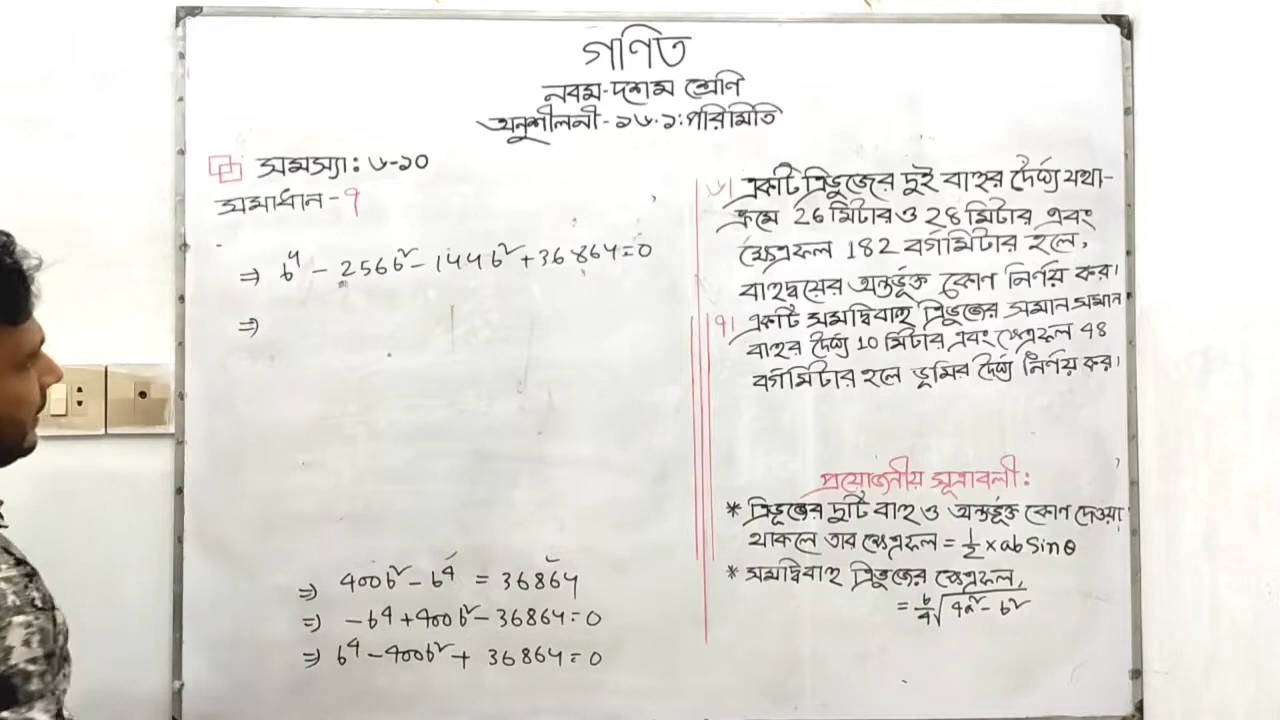 গণিত
নবম-দশম শ্রেণি
অনুশীলনী-১৬.১:পরিমিতি
সমস্যা: ৬-১০
সমাধান-৭
⇒ b⁴ - 256b² - 144b² + 36864 = 0
⇒
⇒ 400b² - b⁴ = 36864
⇒ -b⁴ + 400b² - 36864 = 0
⇒ b⁴ - 400b² + 36864 = 0
৬। একটি ত্রিভুজের দুই বাহুর দৈর্ঘ্য যথা-
ক্রমে 26 মিটার ও 28 মিটার এবং
ক্ষেত্রফল 182 বর্গমিটার হলে,
বাহুদ্বয়ের অন্তর্ভূক্ত কোণ নির্ণয় কর।
৭। একটি সমদ্বিবাহু ত্রিভুজের সমান সমান
বাহুর দৈর্ঘ্য 10 মিটার এবং ক্ষেত্রফল 48
বর্গমিটার হলে ভূমির দৈর্ঘ্য নির্ণয় কর।
প্রয়োজনীয় সূত্রাবলী:
* ত্রিভূজের দুটি বাহু ও অন্তর্ভূক্ত কোণ দেওয়া
থাকলে তার ক্ষেত্রফল = 1/2 × ab Sin θ
* সমদ্বিবাহু ত্রিভূজের ক্ষেত্রফল,
= b/4 √(4a² - b²)